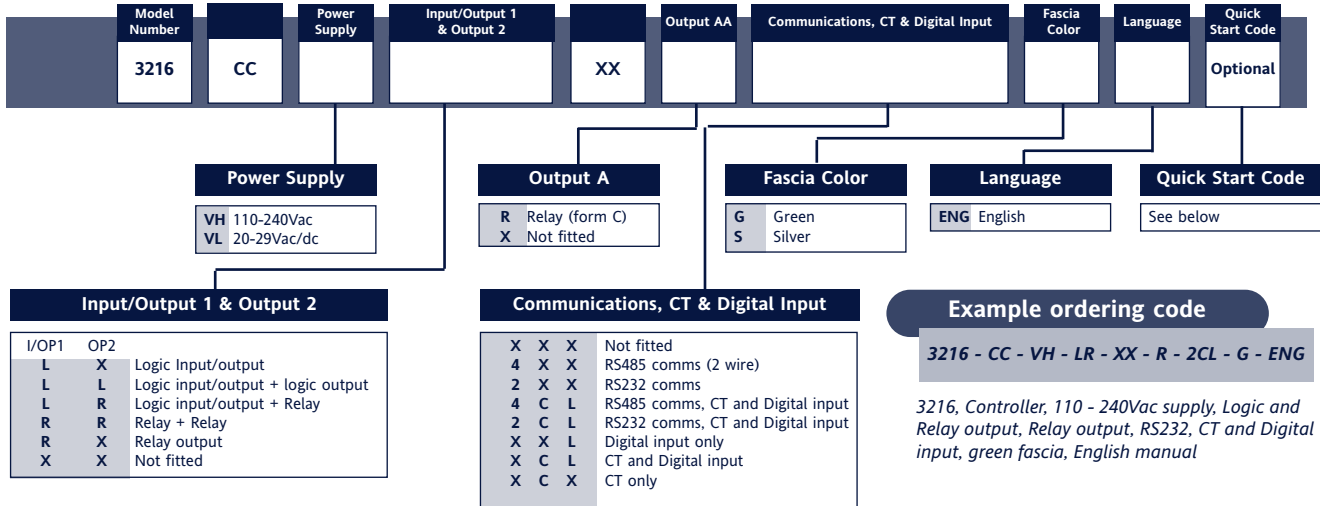 Model
Number
Power
Supply
Input/Output 1
& Output 2
Output AA
Communications, CT & Digital Input
Fascia
Color
Language
Quick
Start Code
3216
CC
XX
Optional
Power Supply
VH 110-240Vac
VL 20-29Vac/dc
Output A
R Relay (form C)
X Not fitted
Fascia Color
G Green
S Silver
Language
ENG English
Quick Start Code
See below
Input/Output 1 & Output 2
I/OP1 OP2
L X Logic Input/output
L L Logic input/output + logic output
L R Logic input/output + Relay
R R Relay + Relay
R X Relay output
X X Not fitted
Communications, CT & Digital Input
X X X Not fitted
4 X X RS485 comms (2 wire)
2 X X RS232 comms
4 C L RS485 comms, CT and Digital input
2 C L RS232 comms, CT and Digital input
X X L Digital input only
X C L CT and Digital input
X C X CT only
Example ordering code
3216 - CC - VH - LR - XX - R - 2CL - G - ENG
3216, Controller, 110 - 240Vac supply, Logic and
Relay output, Relay output, RS232, CT and Digital
input, green fascia, English manual